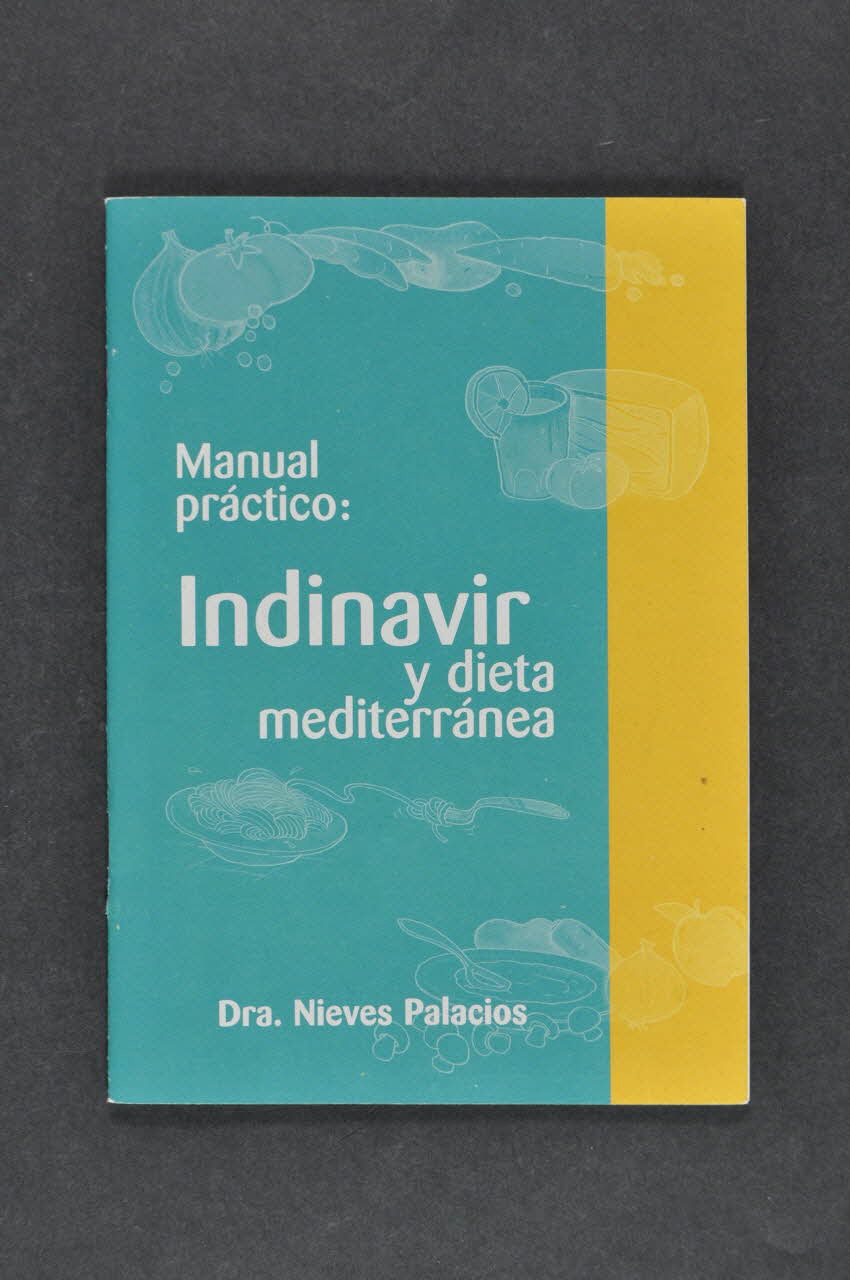 Manual
práctico:
Indinavir
y dieta
mediterránea
Dra. Nieves Palacios